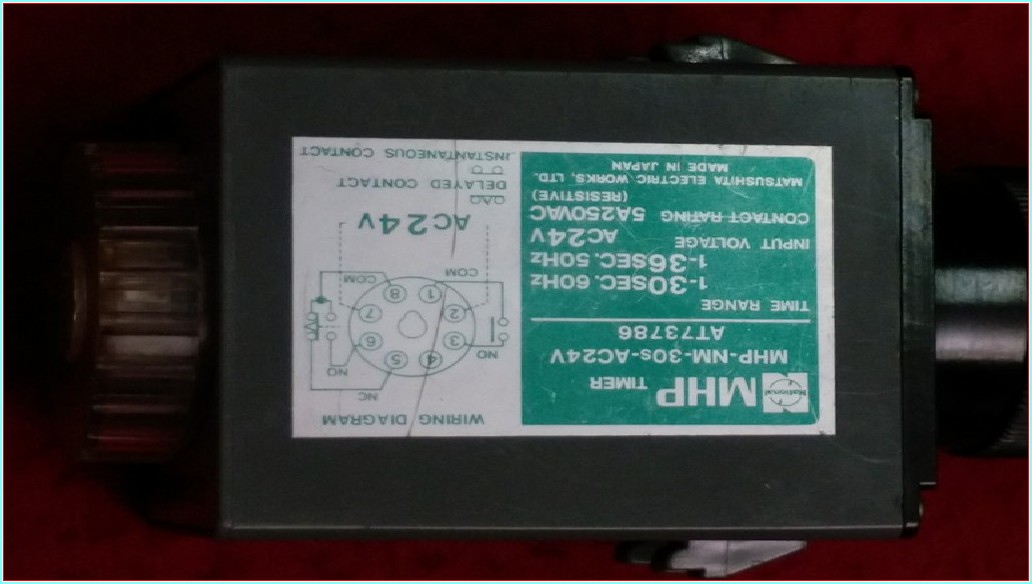 National
MHP TIMER
MHP-NM-30s-AC24V
AT73786
TIME RANGE
1-30SEC. 60Hz
1-36SEC. 50Hz
INPUT VOLTAGE AC24V
CONTACT RATING 5A250VAC
(RESISTIVE)
MATSUSHITA ELECTRIC WORKS, LTD.
MADE IN JAPAN
WIRING DIAGRAM
NC
NO
NO
4 5
3 6
2 7
1 8
COM
COM
AC24V
DELAYED CONTACT
INSTANTANEOUS CONTACT